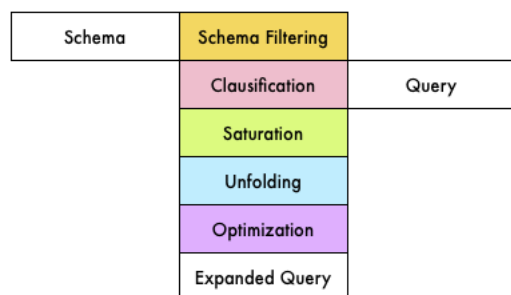 Schema
Schema Filtering
Clausification
Query
Saturation
Unfolding
Optimization
Expanded Query